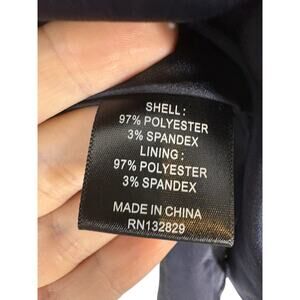 SHELL :
97% POLYESTER
3% SPANDEX
LINING :
97% POLYESTER
3% SPANDEX
MADE IN CHINA
RN132829